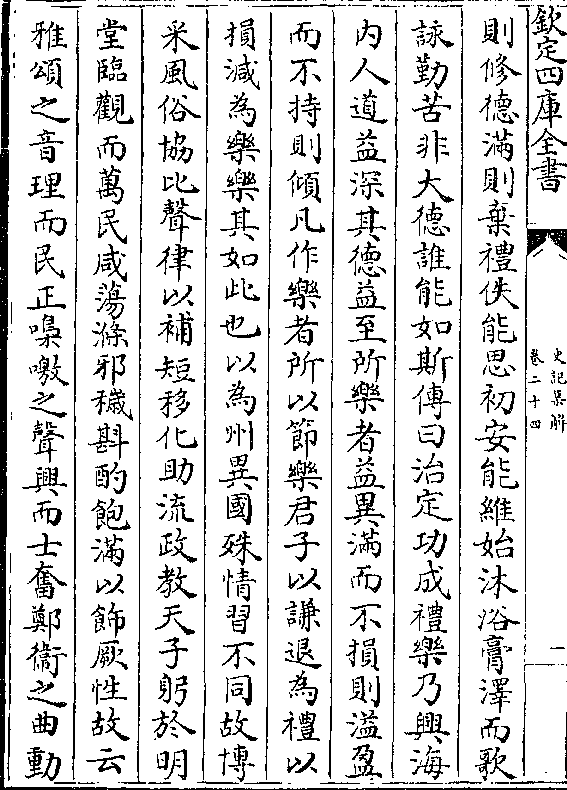 欽定四庫全書
史記集解
卷二十四
一
則修德滿則棄禮佚能思初安能維始沐浴膏澤而歌
詠勤苦非大德誰能如斯傳曰治定功成禮樂乃興海
内人道益深其德益至所樂者益異滿而不損則溢盈
而不持則傾凡作樂者所以節樂君子以謙退為禮以
損減為樂樂其如此也以為州異國殊情習不同故博
采風俗協比聲律以補短移化助流政教天子躬於明
堂臨觀而萬民咸蕩滌邪穢斟酌飽滿以飾厥性故云
雅頌之音理而民正嘄噭之聲興而士奮鄭衞之曲動